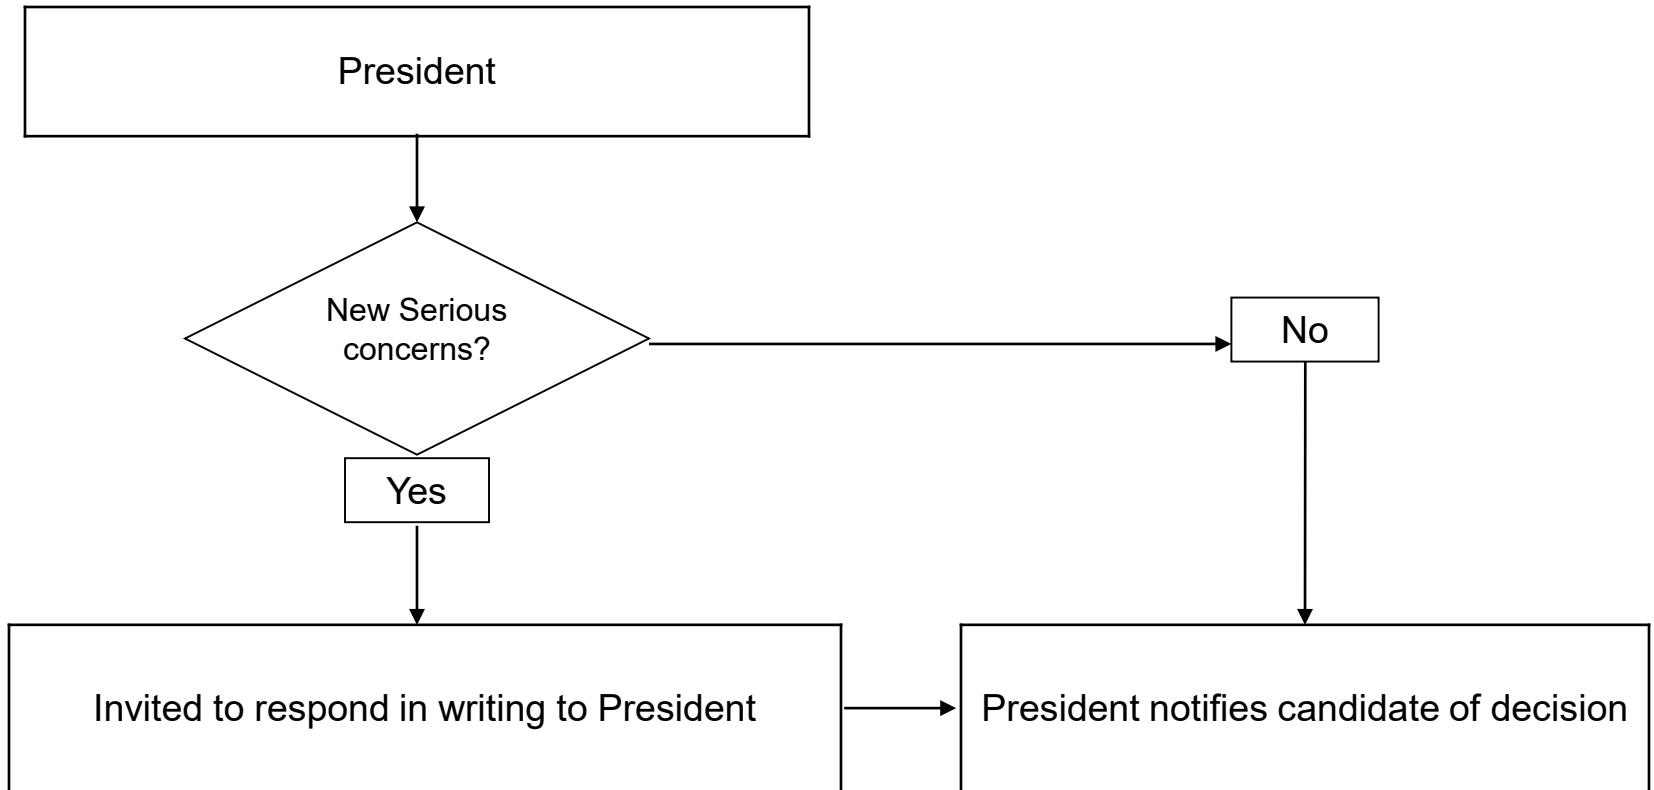 President
New Serious
concerns?
No
Yes
Invited to respond in writing to President
President notifies candidate of decision